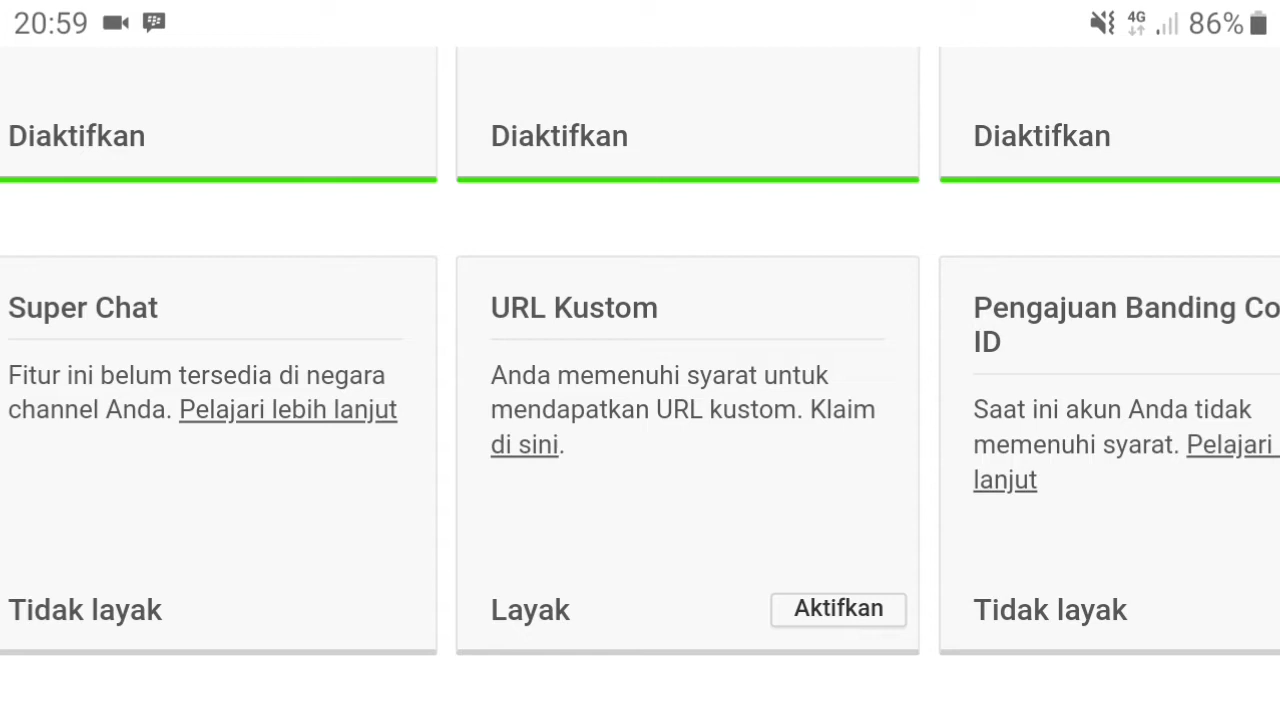 20:59
4G
86%
Diaktifkan
Diaktifkan
Diaktifkan
Super Chat
Fitur ini belum tersedia di negara
channel Anda. Pelajari lebih lanjut
Tidak layak
URL Kustom
Anda memenuhi syarat untuk
mendapatkan URL kustom. Klaim
di sini.
Layak
Aktifkan
Pengajuan Banding Co
ID
Saat ini akun Anda tidak
memenuhi syarat. Pelajari
lanjut
Tidak layak